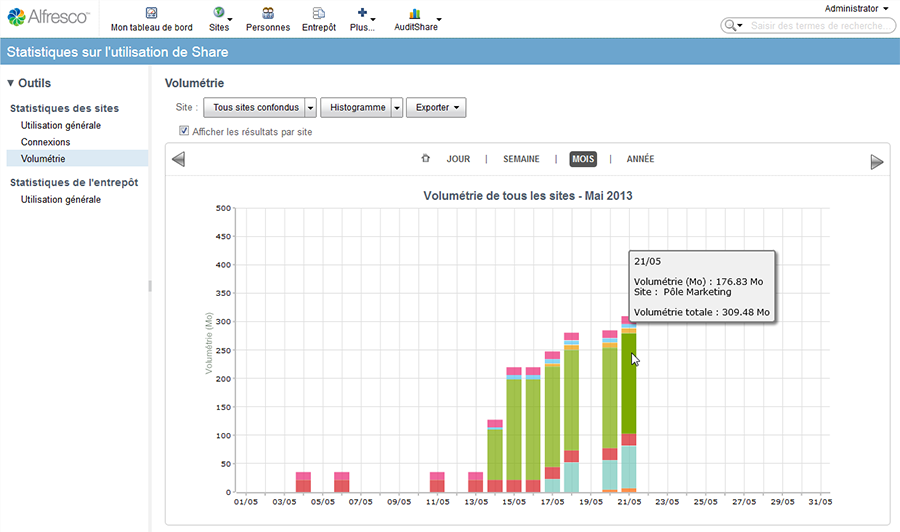 Alfresco™
Mon tableau de bord
Sites
Personnes
Entrepôt
Plus...
AuditShare
Administrator
Saisir des termes de recherche...
Statistiques sur l'utilisation de Share
Outils
Statistiques des sites
Utilisation générale
Connexions
Volumétrie
Statistiques de l'entrepôt
Utilisation générale
Volumétrie
Site : Tous sites confondus Histogramme Exporter
Afficher les résultats par site
JOUR | SEMAINE | MOIS | ANNÉE
Volumétrie de tous les sites - Mai 2013
Volumétrie (Mo)
500
450
400
350
300
250
200
150
100
50
0
21/05
Volumétrie (Mo) : 176.83 Mo
Site : Pôle Marketing
Volumétrie totale : 309.48 Mo
01/05 03/05 05/05 07/05 09/05 11/05 13/05 15/05 17/05 19/05 21/05 23/05 25/05 27/05 29/05 31/05